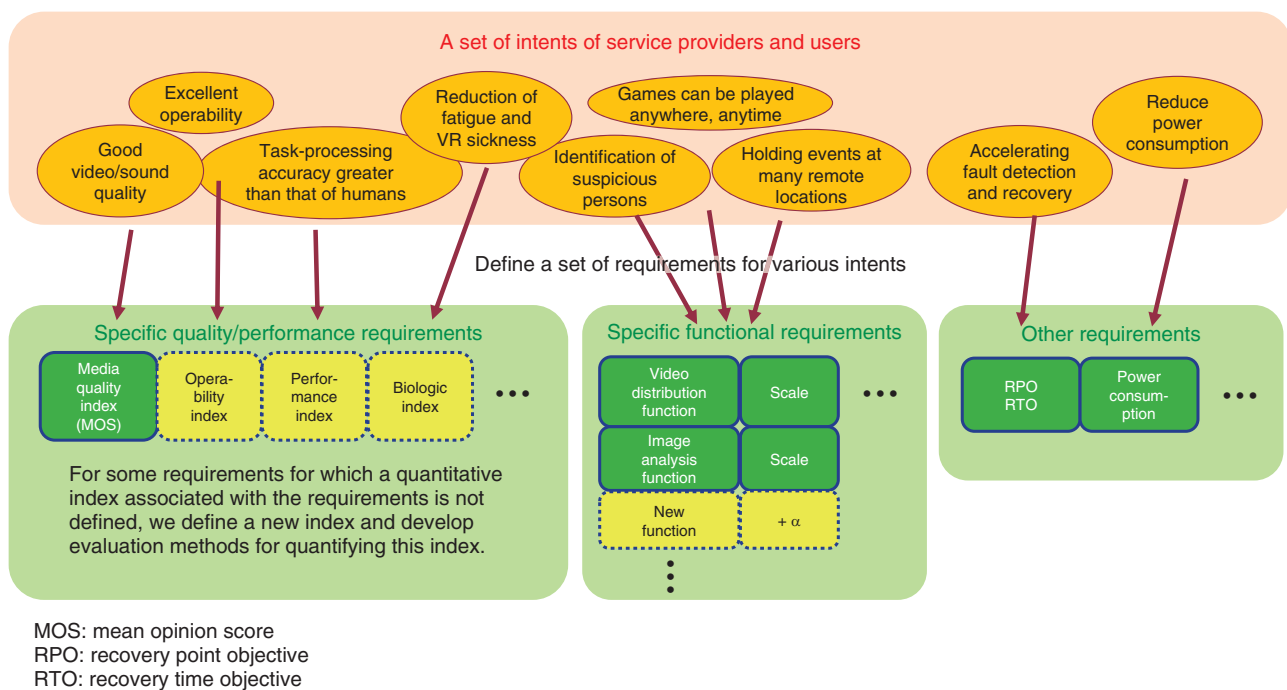 A set of intents of service providers and users
Excellent
operability
Good
video/sound
quality
Task-processing
accuracy greater
than that of humans
Reduction of
fatigue and
VR sickness
Games can be played
anywhere, anytime
Identification of
suspicious
persons
Holding events at
many remote
locations
Accelerating
fault detection
and recovery
Reduce
power
consumption
Define a set of requirements for various intents
Specific quality/performance requirements
Media
quality
index
(MOS)
Opera-
bility
index
Perfor-
mance
index
Biologic
index
• • •
For some requirements for which a quantitative
index associated with the requirements is not
defined, we define a new index and develop
evaluation methods for quantifying this index.
Specific functional requirements
Video
distribution
function
Scale
• • •
Image
analysis
function
Scale
New
function
+ α
Other requirements
RPO
RTO
Power
consum-
ption
• • •
MOS: mean opinion score
RPO: recovery point objective
RTO: recovery time objective